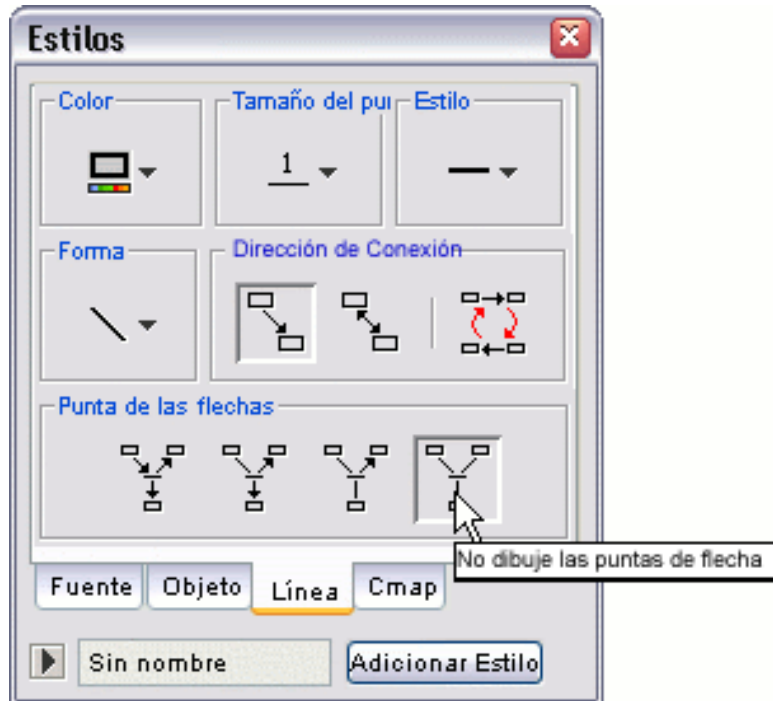 Estilos
Color
Tamaño del pu
Estilo
1
Forma
Dirección de Conexión
Punta de las flechas
No dibuje las puntas de flecha
Fuente
Objeto
Línea
Cmap
Sin nombre
Adicionar Estilo